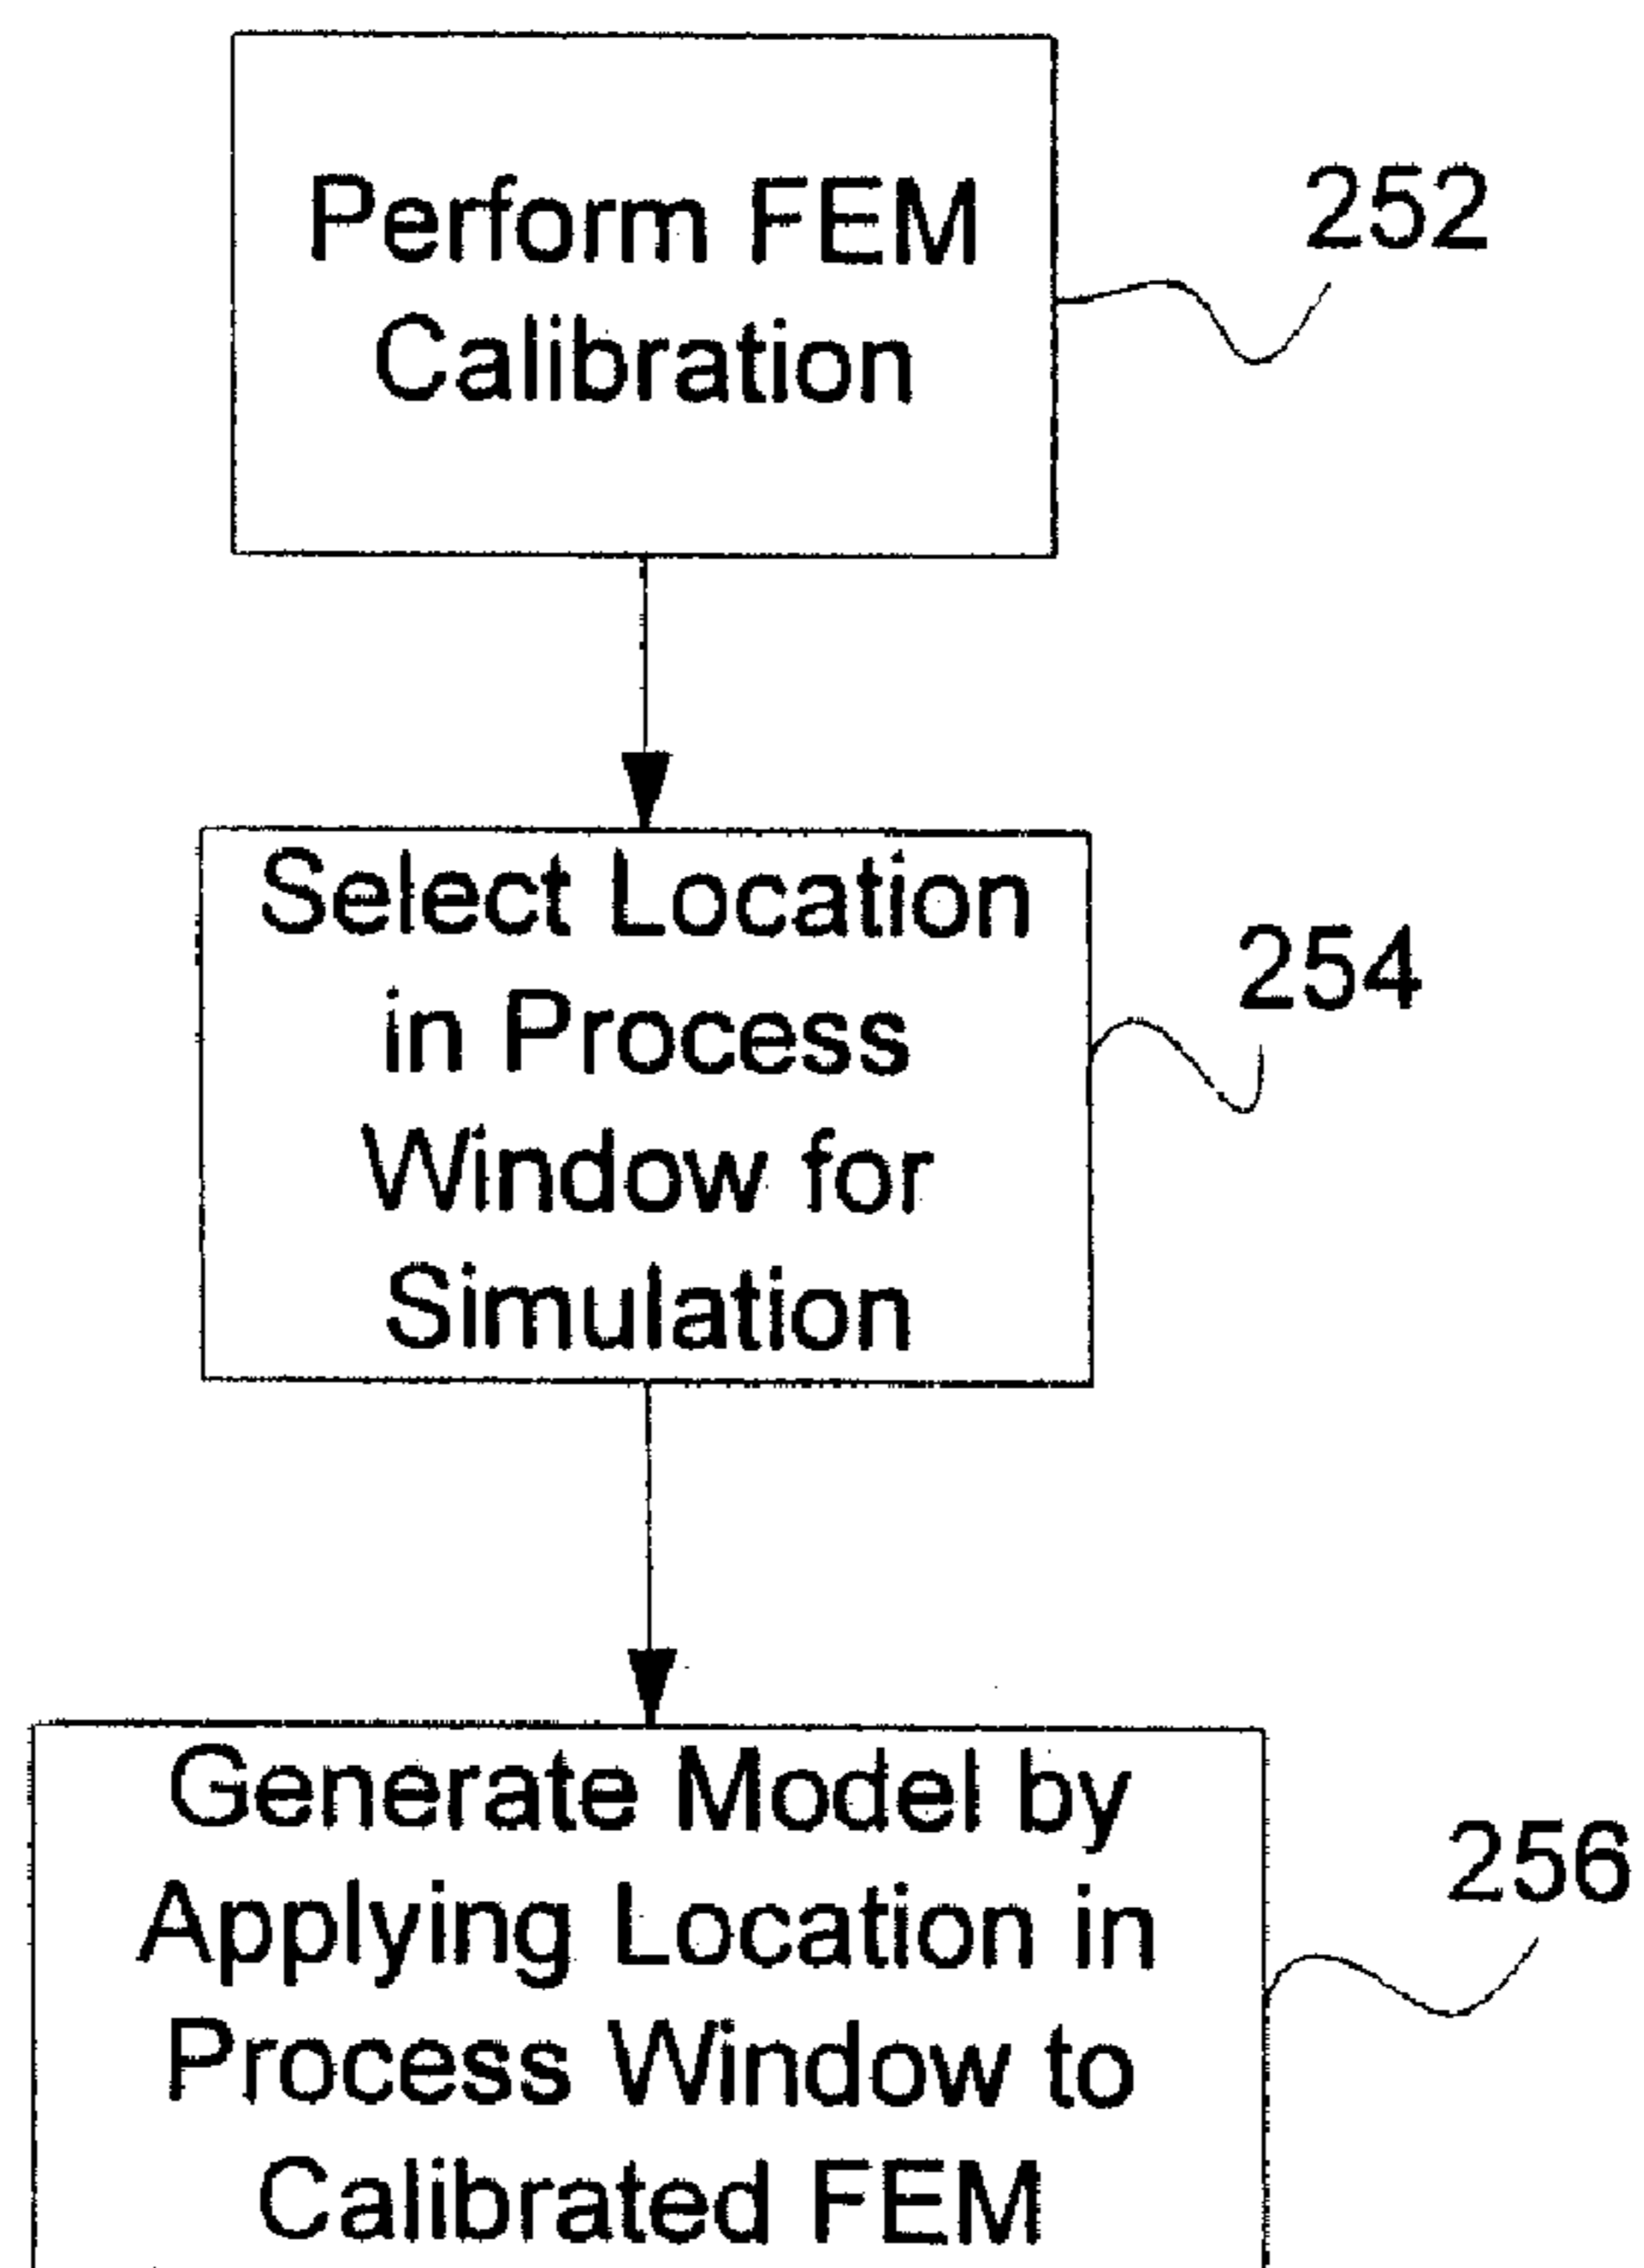 Perform FEM
Calibration
252
Select Location
in Process
Window for
Simulation
254
Generate Model by
Applying Location in
Process Window to
Calibrated FEM
256